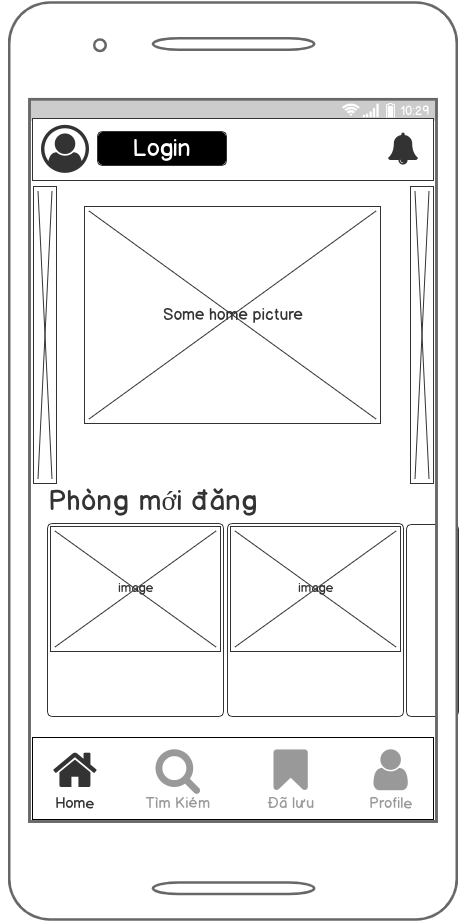 10:29
Login
Some home picture
Phòng mới đăng
image image
Home Tìm Kiếm Đã lưu Profile